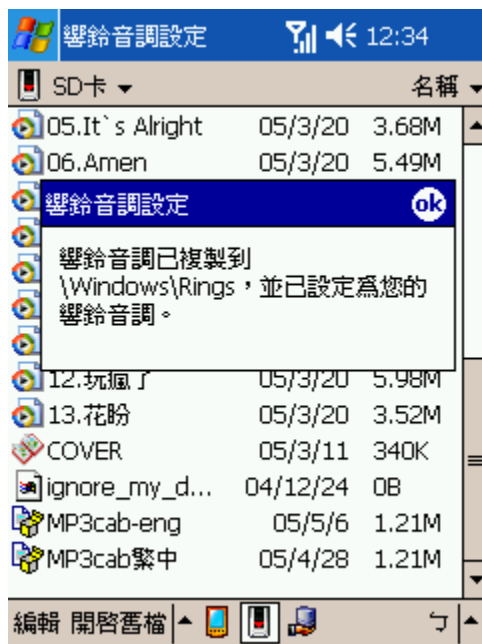 響鈴音調設定 12:34
SD卡 名稱
05.It`s Alright 05/3/20 3.68M
06.Amen 05/3/20 5.49M
響鈴音調設定 ok
響鈴音調已複製到
\Windows\Rings，並已設定為您的
響鈴音調。
12.玩瘋了 05/3/20 5.98M
13.花盼 05/3/20 3.52M
COVER 05/3/11 340K
ignore_my_d... 04/12/24 0B
MP3cab-eng 05/5/6 1.21M
MP3cab繁中 05/4/28 1.21M
編輯 開啓舊檔 ㄅ